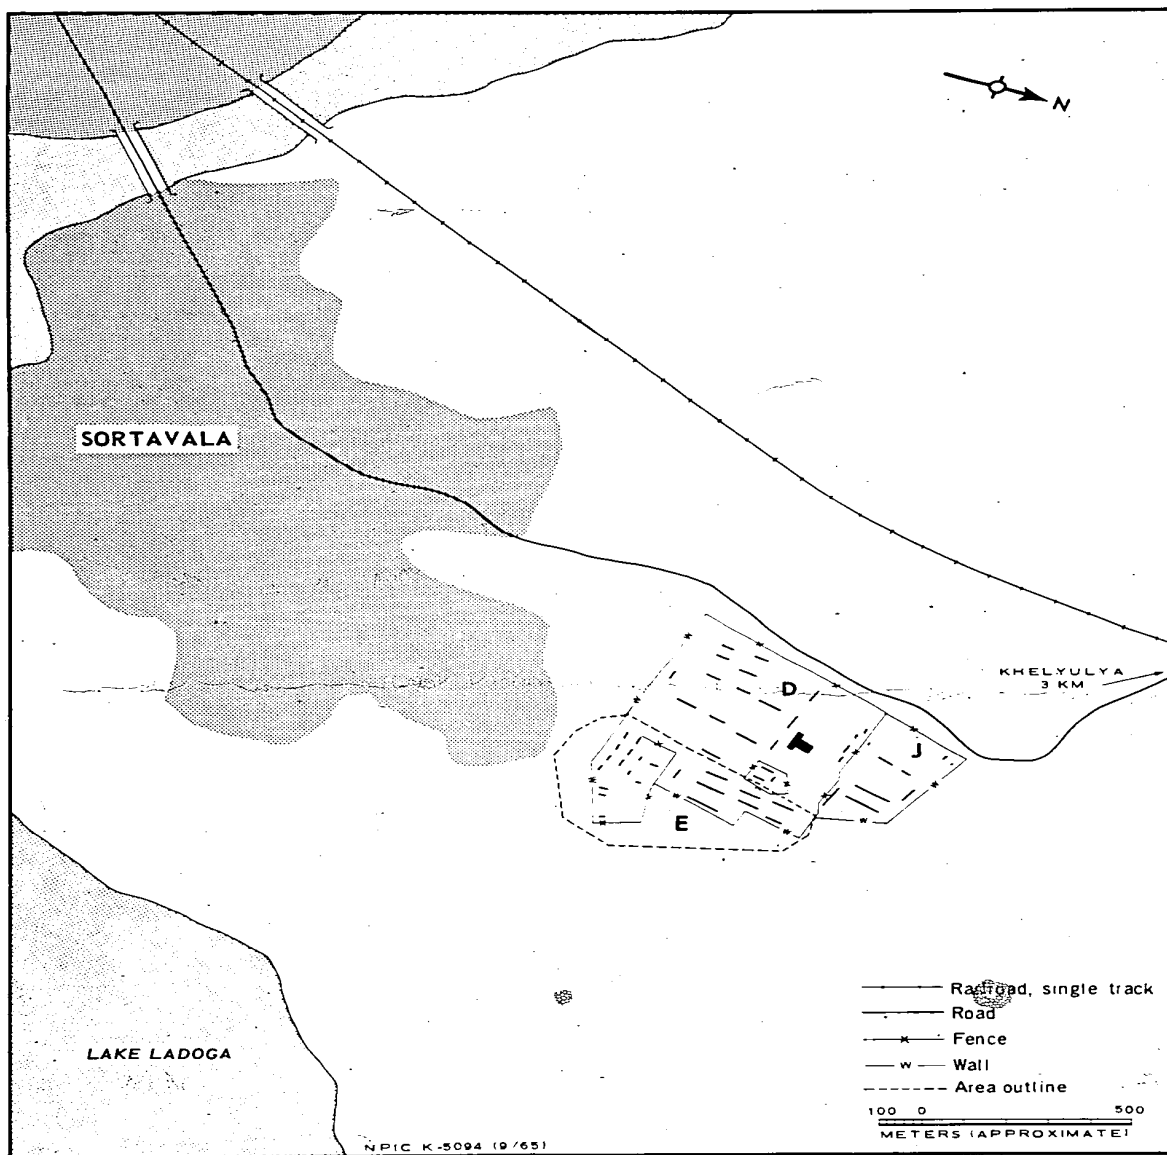 N
SORTAVALA
KHELYULYA
3 KM
D
J
E
Railroad, single track
Road
Fence
W Wall
Area outline
LAKE LADOGA
100 0 500
METERS (APPROXIMATE)
NPIC K-5094 (9/65)
W